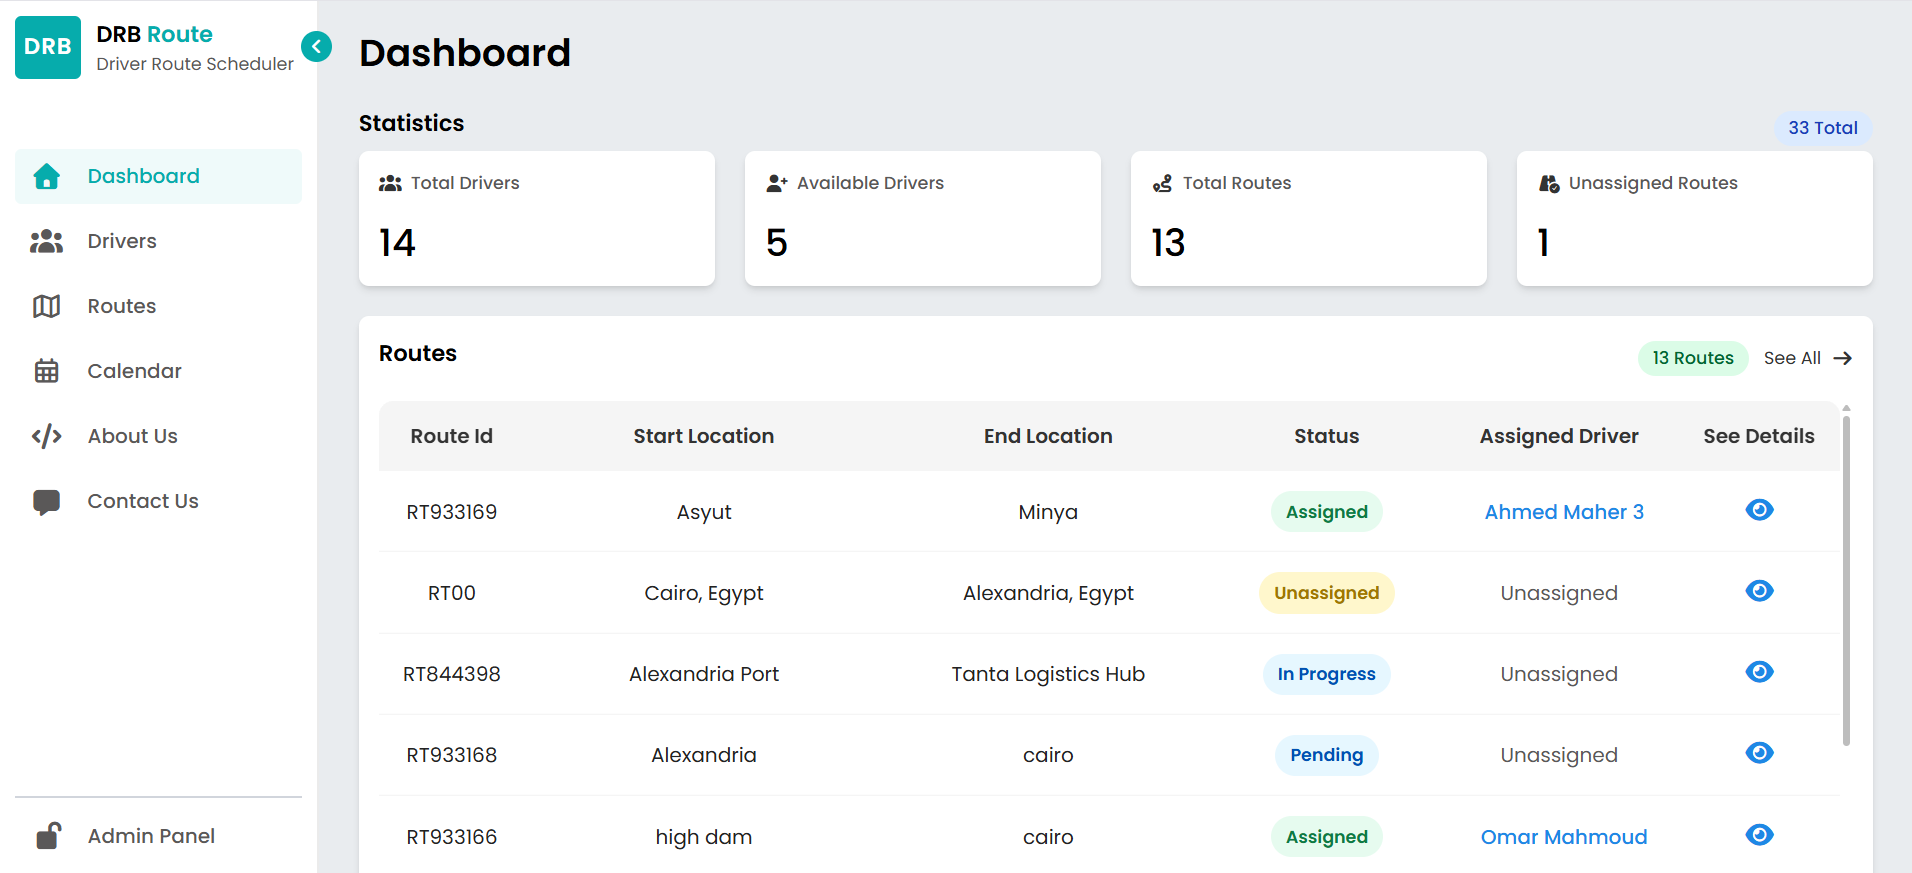 DRB
DRB Route
Driver Route Scheduler
Dashboard
Drivers
Routes
Calendar
About Us
Contact Us
Admin Panel
Dashboard
Statistics
33 Total
Total Drivers
14
Available Drivers
5
Total Routes
13
Unassigned Routes
1
Routes
13 Routes See All
Route Id Start Location End Location Status Assigned Driver See Details
RT933169 Asyut Minya Assigned Ahmed Maher 3
RT00 Cairo, Egypt Alexandria, Egypt Unassigned Unassigned
RT844398 Alexandria Port Tanta Logistics Hub In Progress Unassigned
RT933168 Alexandria cairo Pending Unassigned
RT933166 high dam cairo Assigned Omar Mahmoud